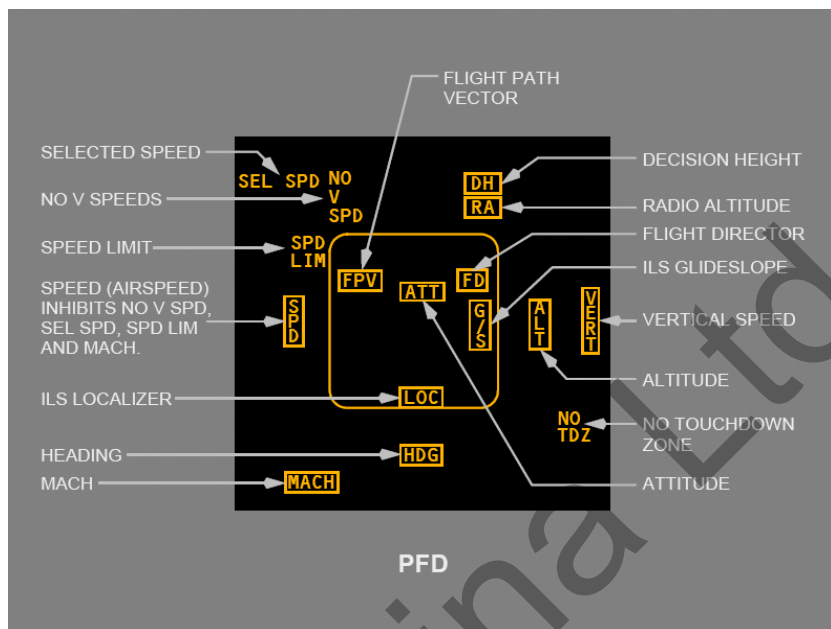 FLIGHT PATH
VECTOR
SELECTED SPEED
DECISION HEIGHT
SEL SPD NO
V
SPD
DH
NO V SPEEDS
RA
RADIO ALTITUDE
FLIGHT DIRECTOR
SPEED LIMIT
SPD
LIM
ILS GLIDESLOPE
FPV
ATT
FD
SPEED (AIRSPEED)
INHIBITS NO V SPD,
SEL SPD, SPD LIM
AND MACH.
SPD
G/S
ALT
VERT
VERTICAL SPEED
ALTITUDE
ILS LOCALIZER
LOC
NO
TDZ
NO TOUCHDOWN
ZONE
HEADING
HDG
MACH
MACH
ATTITUDE
PFD
ina Ltd